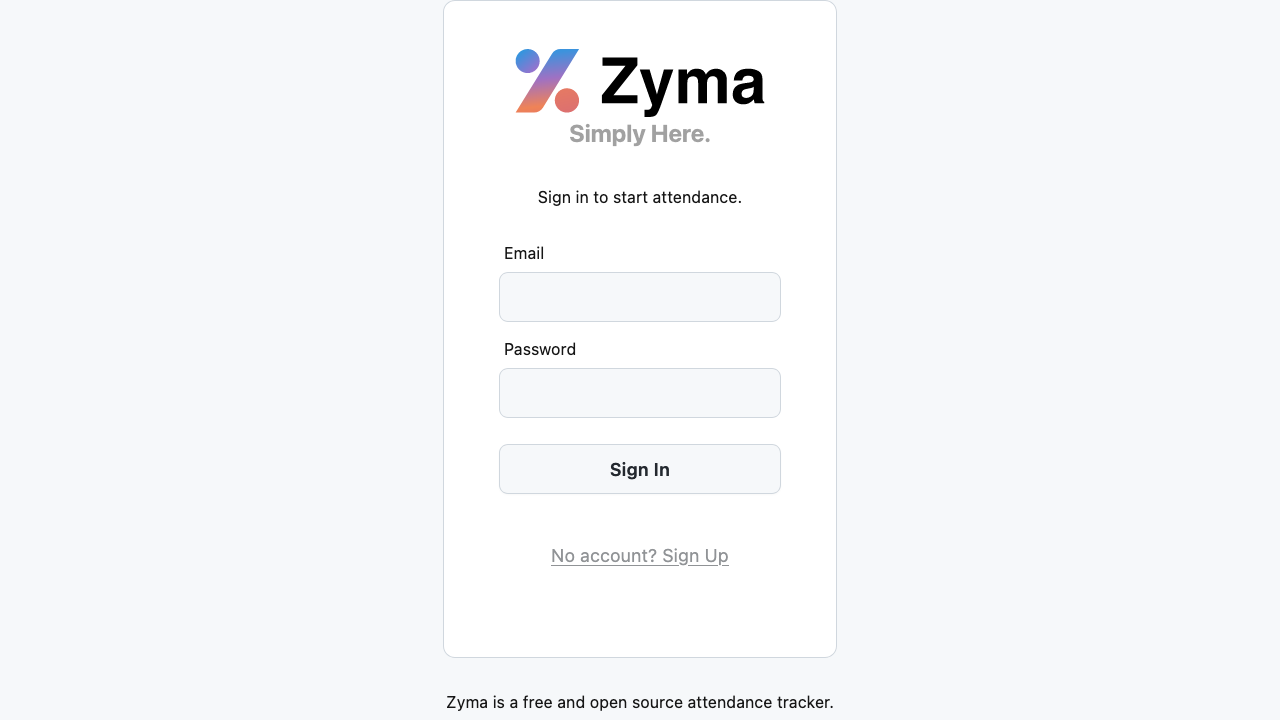 Zyma
Simply Here.
Sign in to start attendance.
Email
Password
Sign In
No account? Sign Up
Zyma is a free and open source attendance tracker.